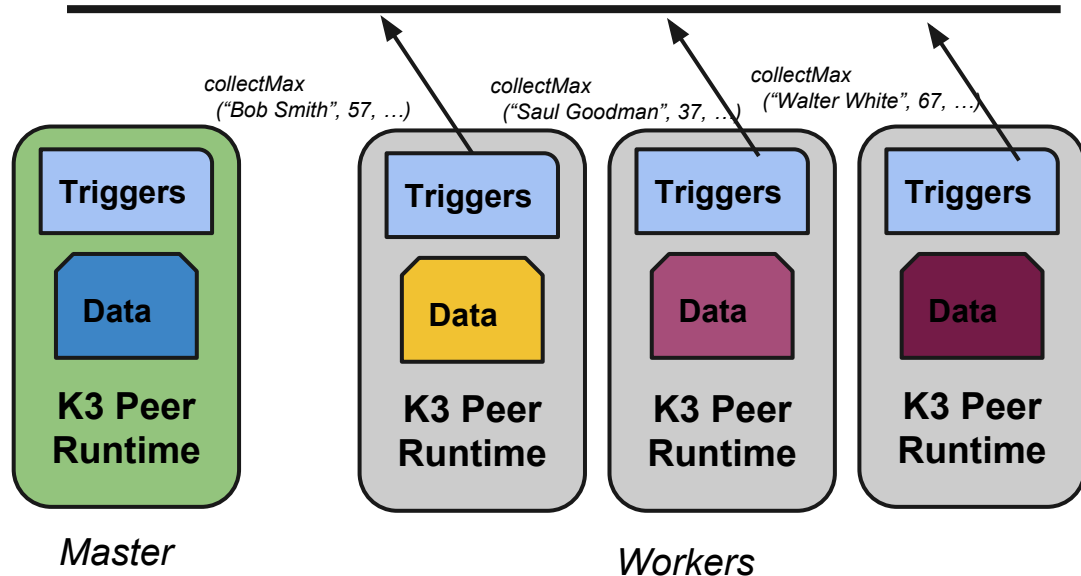 collectMax
(“Bob Smith”, 57, …)
collectMax
(“Saul Goodman”, 37, …)
collectMax
(“Walter White”, 67, …)
Triggers
Data
K3 Peer
Runtime
Triggers
Data
K3 Peer
Runtime
Triggers
Data
K3 Peer
Runtime
Triggers
Data
K3 Peer
Runtime
Master
Workers